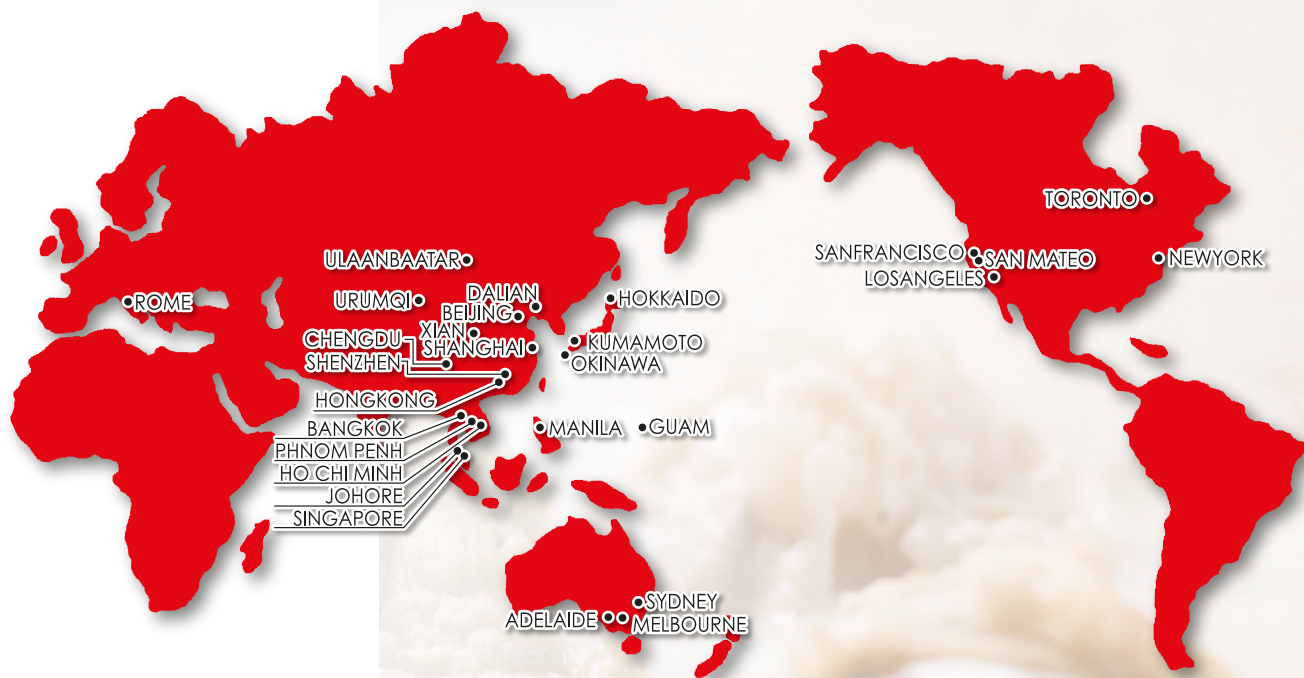 TORONTO
SANFRANCISCO
SAN MATEO
NEWYORK
LOSANGELES
ULAANBAATAR
ROME
URUMQI
DALIAN
HOKKAIDO
BEIJING
XIAN
CHENGDU
SHANGHAI
KUMAMOTO
SHENZHEN
OKINAWA
HONGKONG
BANGKOK
MANILA
GUAM
PHNOM PENH
HO CHI MINH
JOHORE
SINGAPORE
SYDNEY
ADELAIDE
MELBOURNE